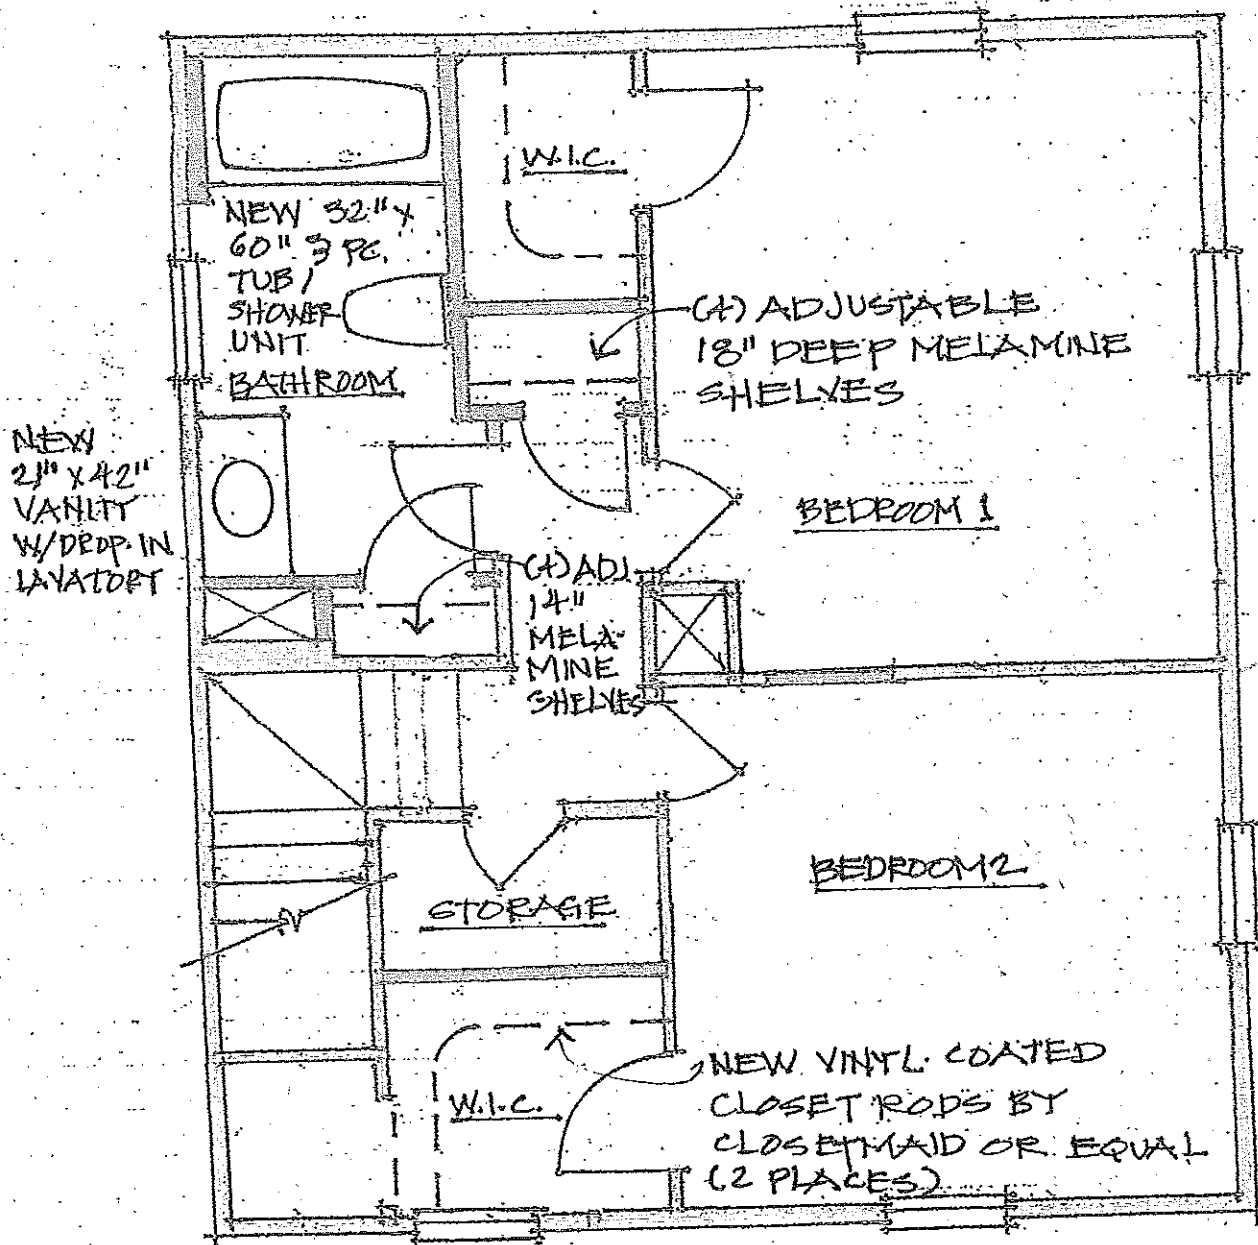 W.I.C.
NEW 32" X
60" 3 PC.
TUB/
SHOWER
UNIT
BATHROOM
(4) ADJUSTABLE
18" DEEP MELAMINE
SHELVES
NEW
21" X 42"
VANITY
W/DROP-IN
LAVATORY
BEDROOM 1
(4) ADJ.
14"
MELA-
MINE
SHELVES
BEDROOM 2
STORAGE
NEW VINYL COATED
CLOSET RODS BY
CLOSETMAID OR EQUAL
(2 PLACES)
W.I.C.